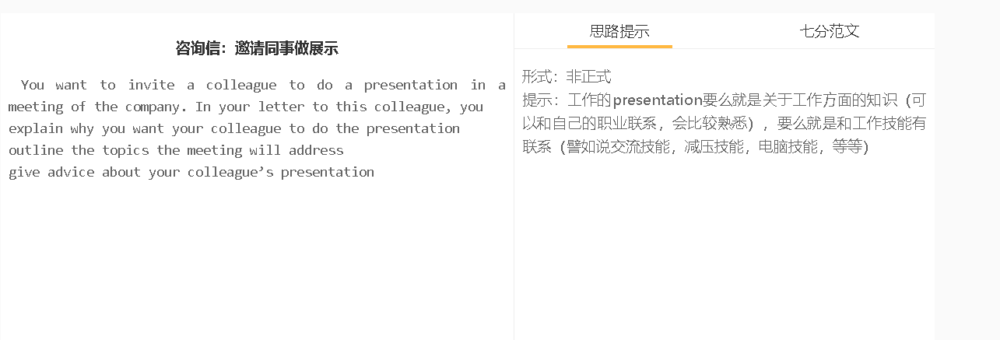 咨询信：邀请同事做展示
You want to invite a colleague to do a presentation in a
meeting of the company. In your letter to this colleague, you
explain why you want your colleague to do the presentation
outline the topics the meeting will address
give advice about your colleague’s presentation
思路提示
七分范文
形式：非正式
提示：工作的presentation要么就是关于工作方面的知识（可
以和自己的职业联系，会比较熟悉），要么就是和工作技能有
联系（譬如说交流技能，减压技能，电脑技能，等等）